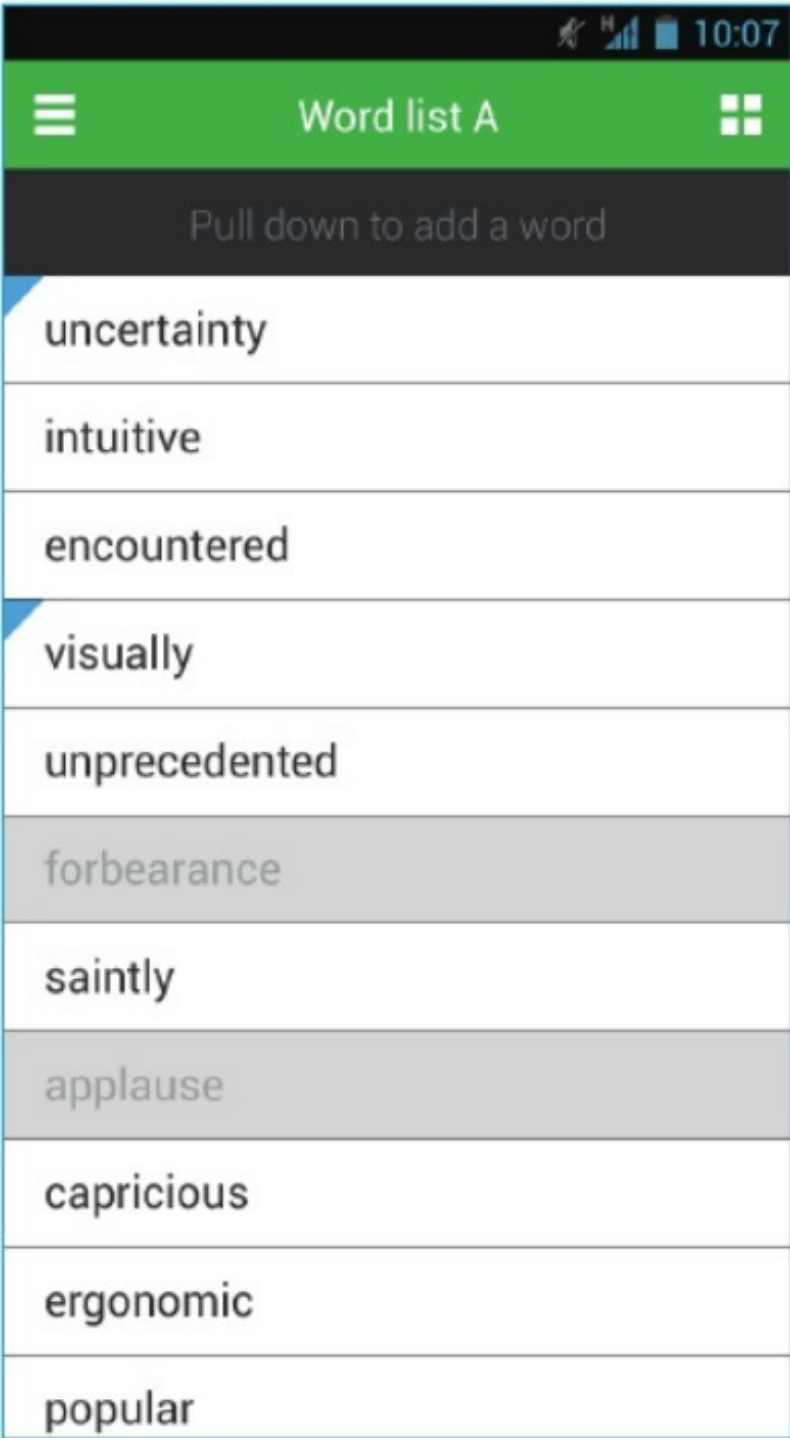 H 10:07
Word list A
Pull down to add a word
uncertainty
intuitive
encountered
visually
unprecedented
forbearance
saintly
applause
capricious
ergonomic
popular